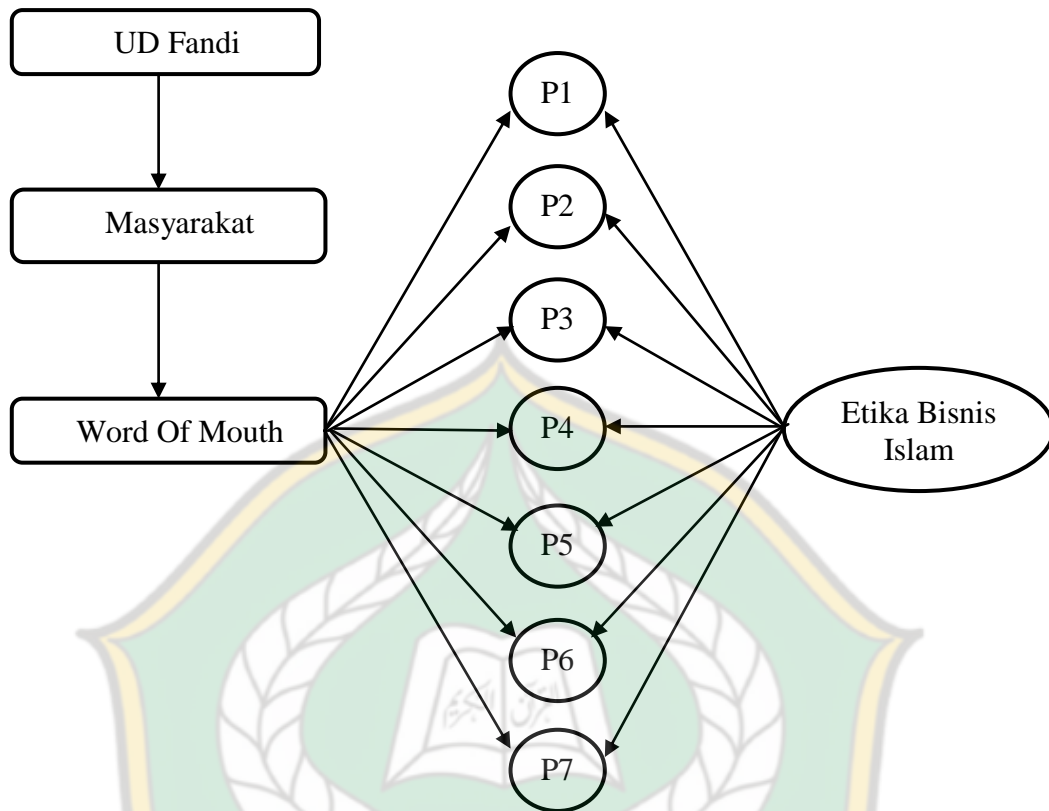 UD Fandi
Masyarakat
Word Of Mouth
P1
P2
P3
P4
P5
P6
P7
Etika Bisnis
Islam